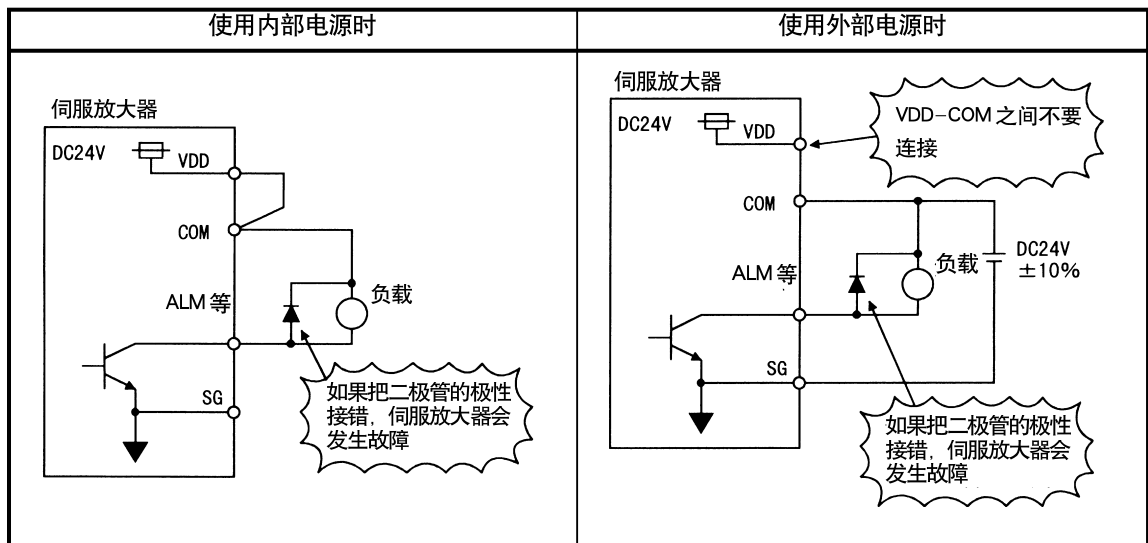 使用内部电源时
使用外部电源时
伺服放大器
DC24V
VDD
COM
ALM 等
负载
SG
如果把二极管的极性
接错，伺服放大器会
发生故障
伺服放大器
DC24V
VDD
VDD-COM 之间不要
连接
COM
ALM 等
负载
DC24V
±10%
SG
如果把二极管的极性
接错，伺服放大器会
发生故障